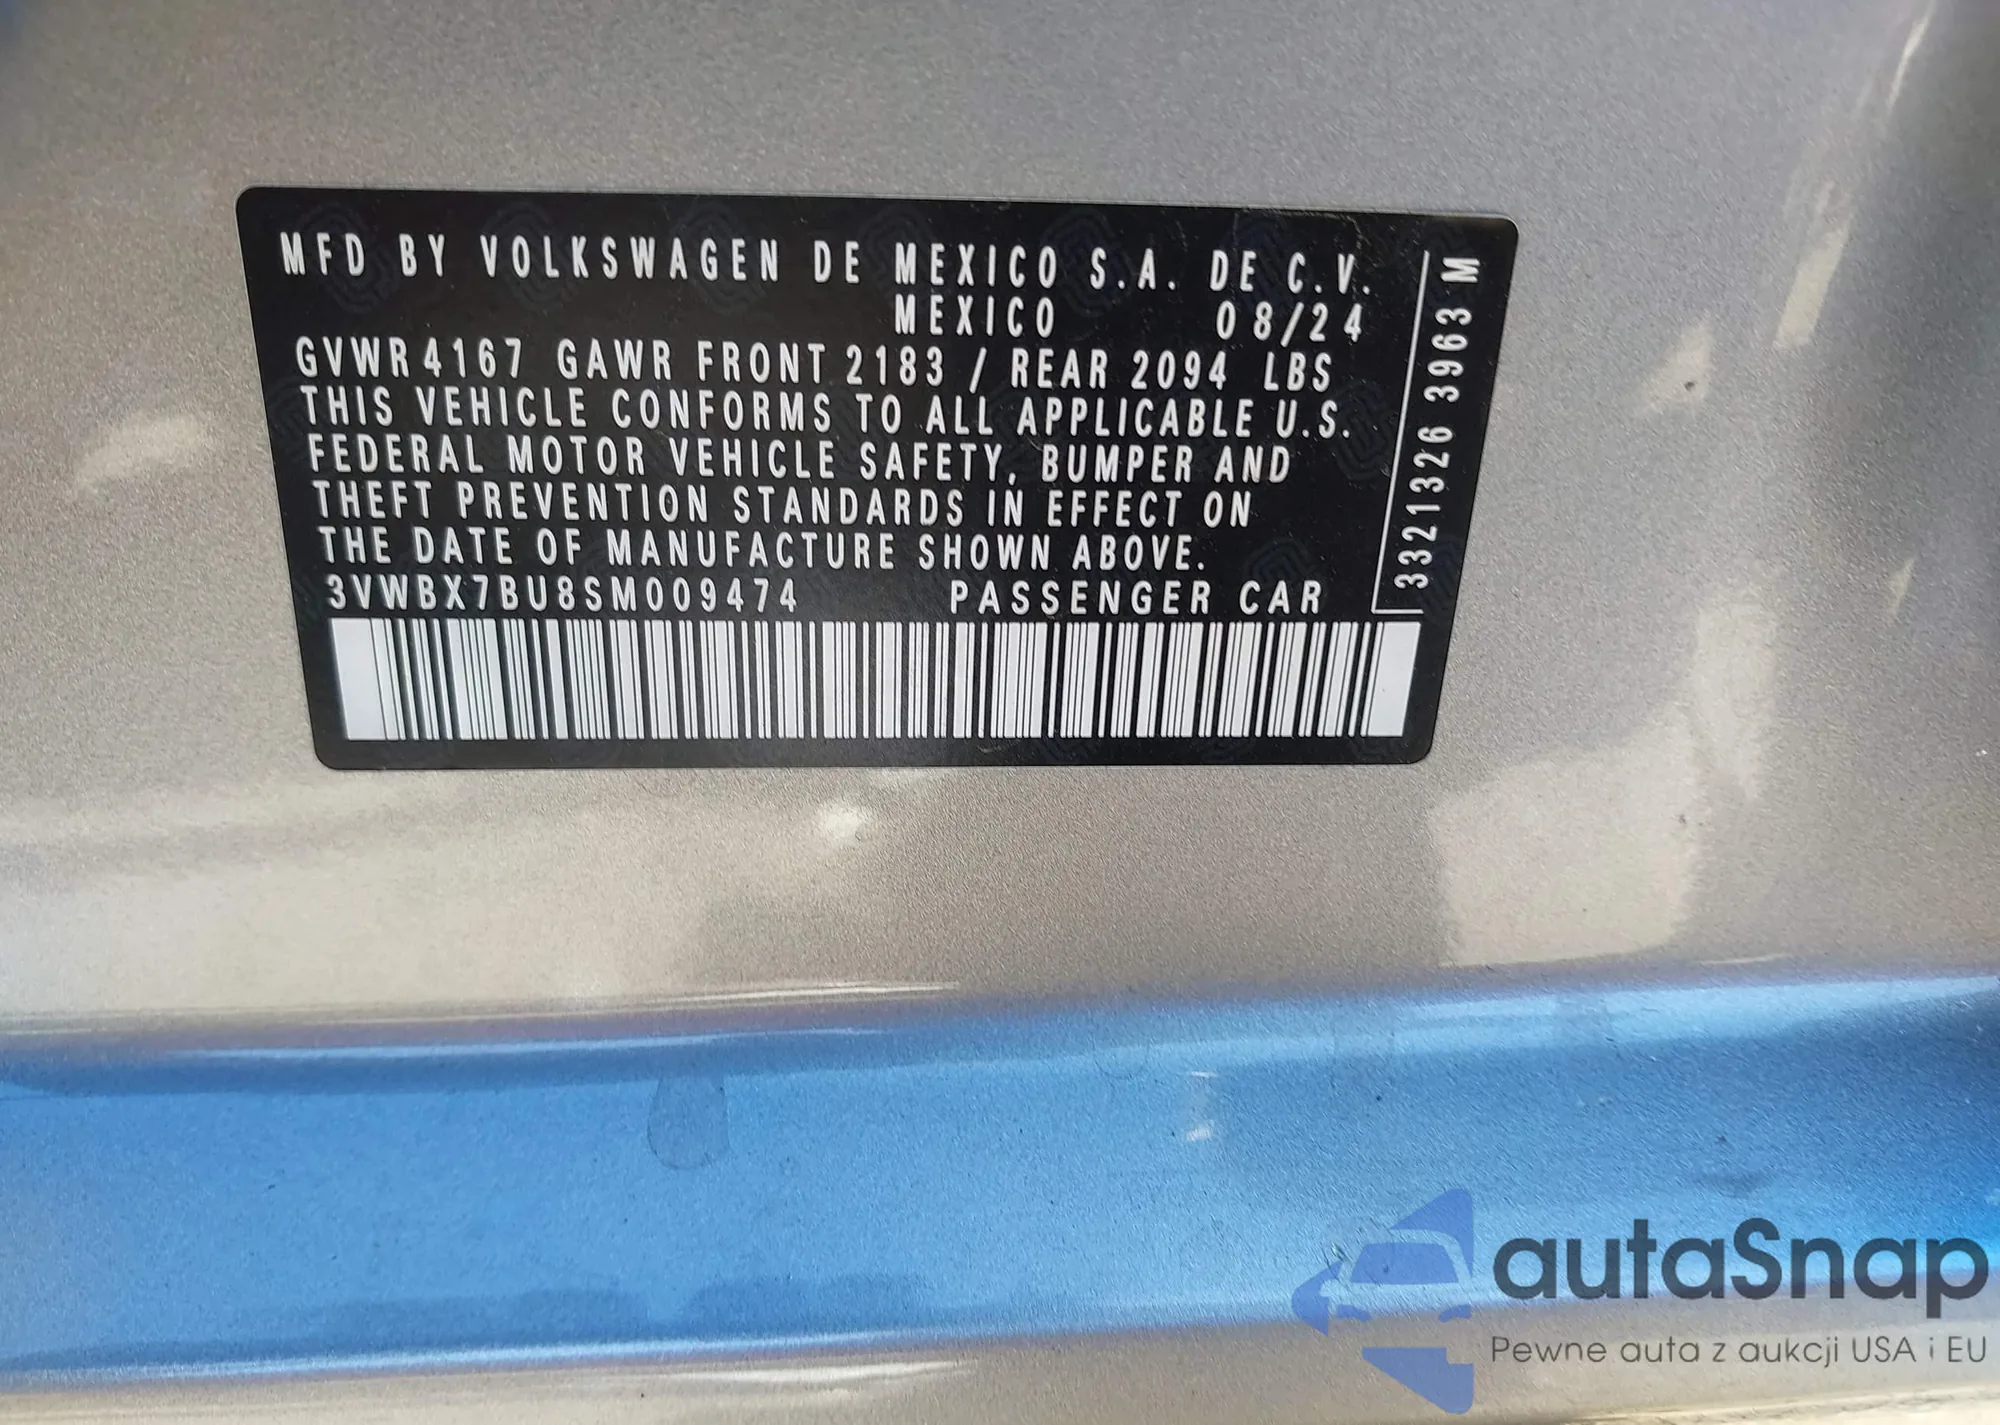 MFD BY VOLKSWAGEN DE MEXICO S.A. DE C.V.
MEXICO 08/24
GVWR 4167 GAWR FRONT 2183 / REAR 2094 LBS
THIS VEHICLE CONFORMS TO ALL APPLICABLE U.S.
FEDERAL MOTOR VEHICLE SAFETY, BUMPER AND
THEFT PREVENTION STANDARDS IN EFFECT ON
THE DATE OF MANUFACTURE SHOWN ABOVE.
3VWBX7BU8SM009474 PASSENGER CAR
33213326 3963 M
autaSnap
Pewne auta z aukcji USA i EU